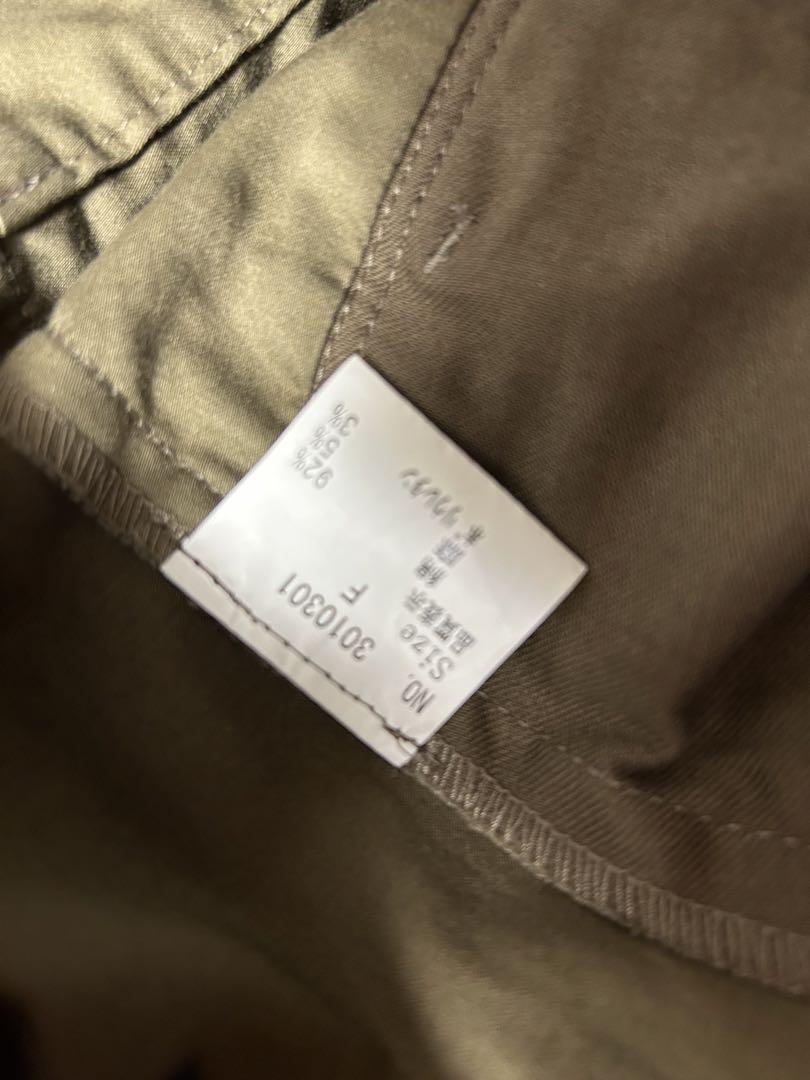 NO. 3010301
Size F
品質表示
綿 92%
麻 5%
ポリウレタン 3%